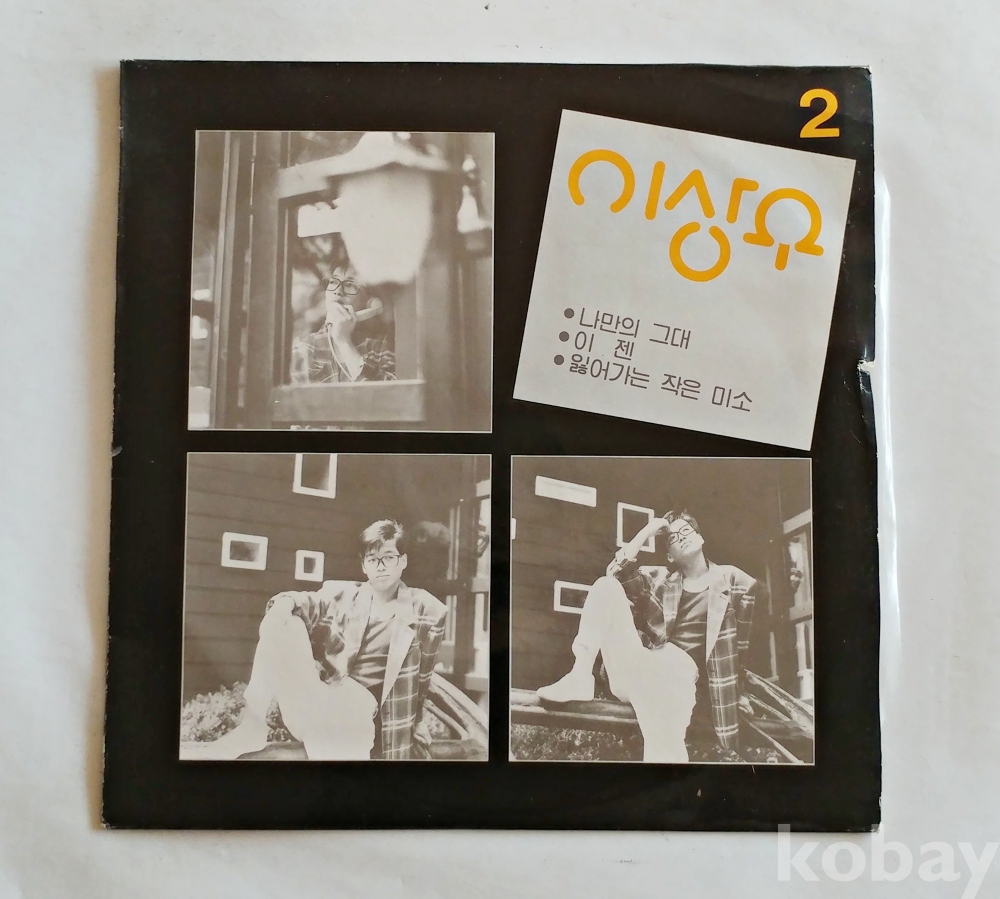 2
이상우
● 나만의 그대
● 이 젠
● 잃어가는 작은 미소
kobay